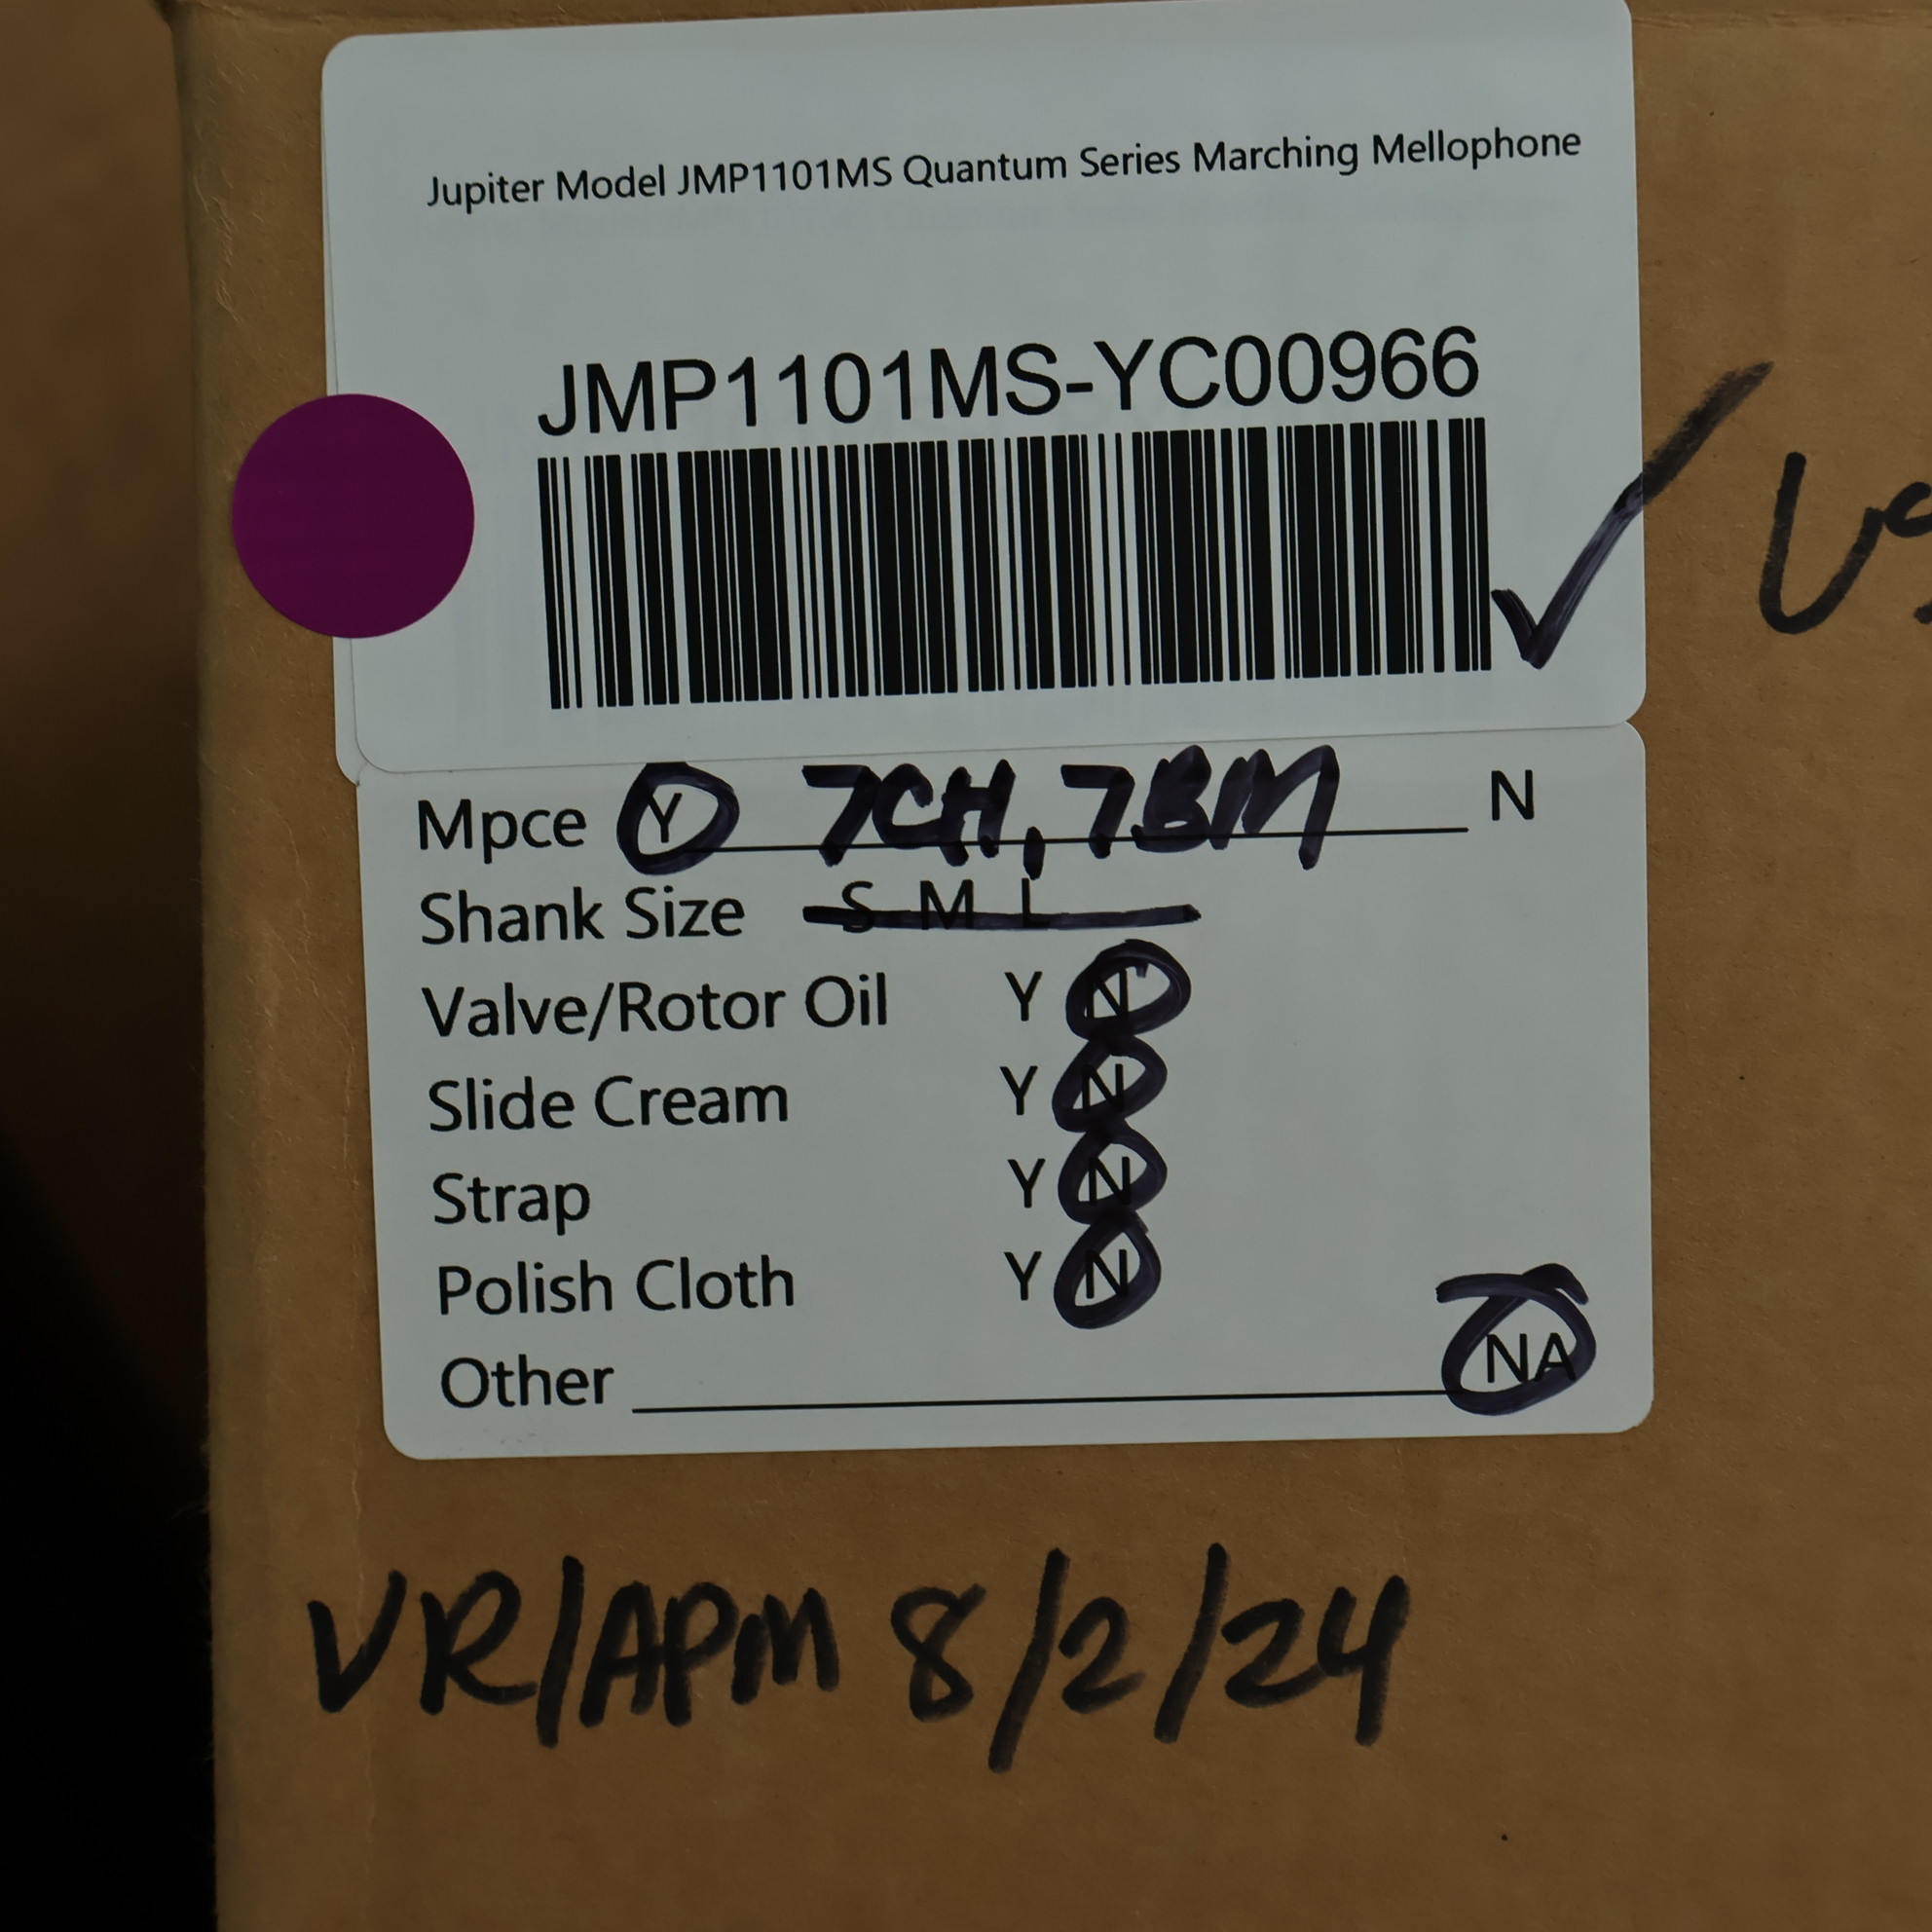 Jupiter Model JMP1101MS Quantum Series Marching Mellophone
JMP1101MS-YC00966
Mpce Y 7CH, 7BM N
Shank Size S M L
Valve/Rotor Oil Y N
Slide Cream Y N
Strap Y N
Polish Cloth Y N
Other NA
VR/APM 8/2/24